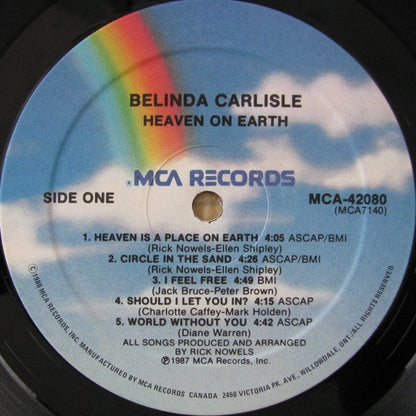 BELINDA CARLISLE
HEAVEN ON EARTH
MCA RECORDS
SIDE ONE
MCA-42080
(MCA7140)
1. HEAVEN IS A PLACE ON EARTH 4:05 ASCAP/BMI
(Rick Nowels-Ellen Shipley)
2. CIRCLE IN THE SAND 4:26 ASCAP/BMI
(Rick Nowels-Ellen Shipley)
3. I FEEL FREE 4:49 BMI
(Jack Bruce-Peter Brown)
4. SHOULD I LET YOU IN? 4:15 ASCAP
(Charlotte Caffey-Mark Holden)
5. WORLD WITHOUT YOU 4:42 ASCAP
(Diane Warren)
ALL SONGS PRODUCED AND ARRANGED
BY RICK NOWELS
℗1987 MCA Records, Inc.
©1980 MCA RECORDS, INC. MANUFACTURED BY MCA RECORDS CANADA 2450 VICTORIA PK. AVE., WILLOWDALE, ONT./ALL RIGHTS RESERVED.